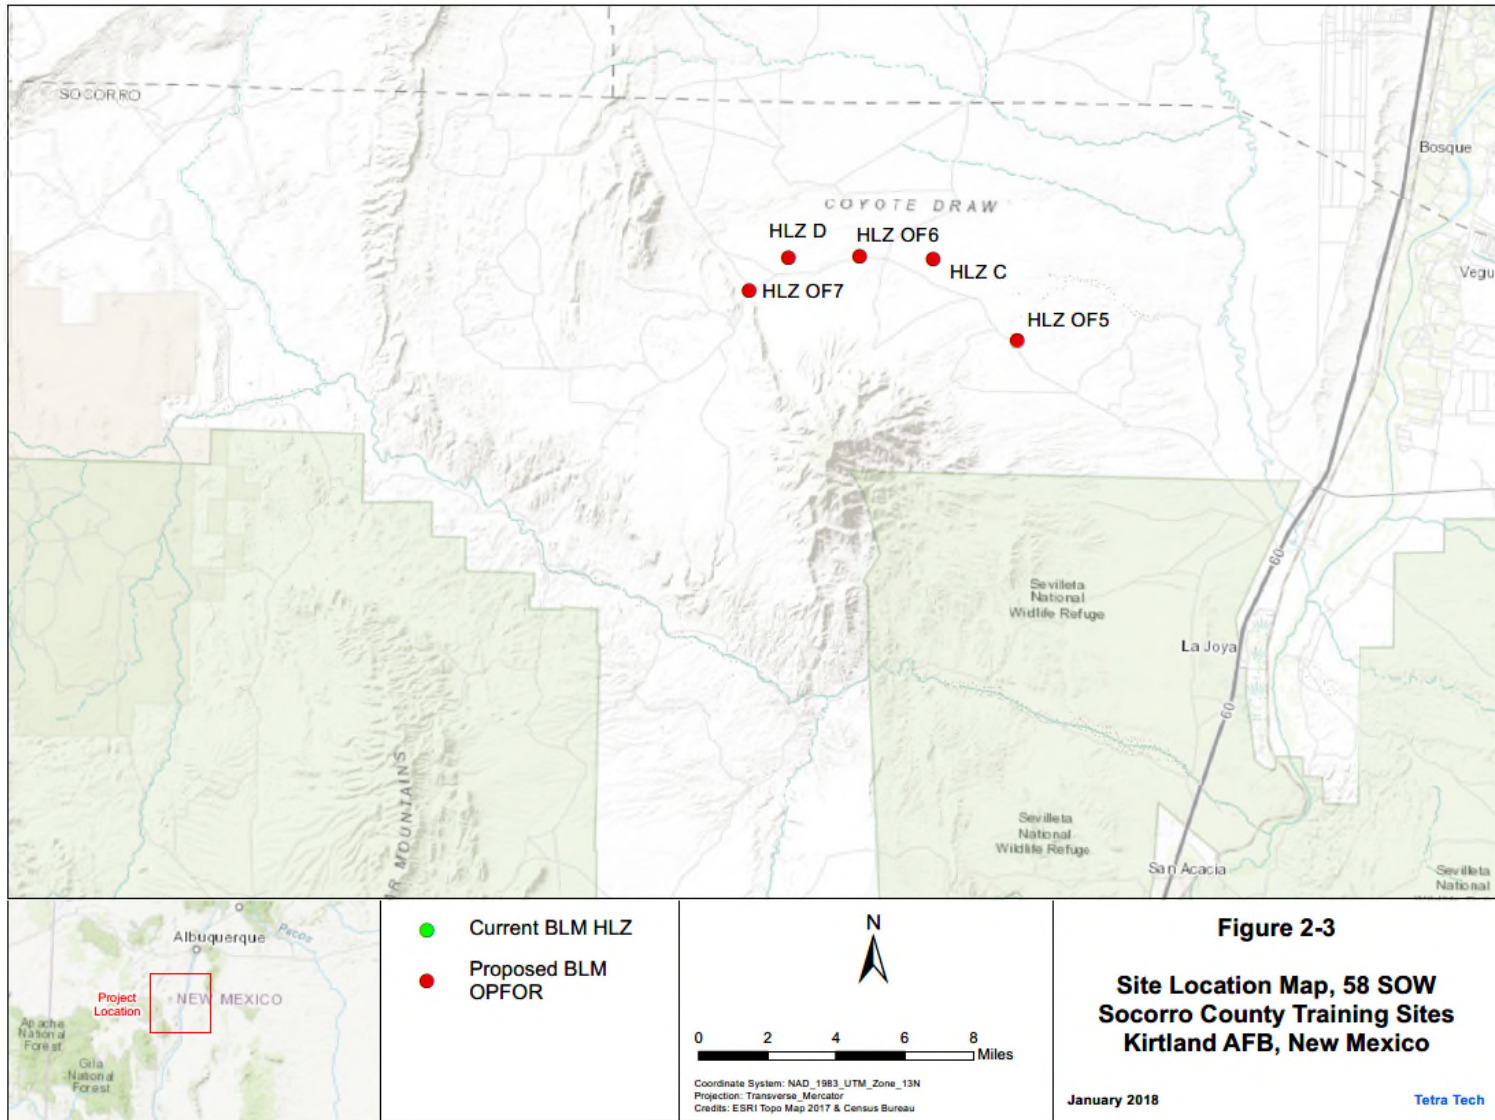 SOCORRO
Bosque
COYOTE DRAW
HLZ D
HLZ OF6
HLZ C
Vegu
HLZ OF7
HLZ OF5
60
Sevilleta
National
Wildlife Refuge
La Joya
60
AR MOUNTAINS
Sevilleta
National
Wildlife Refuge
San Acacia
Sevilleta
National
Albuquerque
Pecos
Project
Location
NEW MEXICO
Apache
National
Forest
Gila
National
Forest
Current BLM HLZ
Proposed BLM
OPFOR
N
0 2 4 6 8
Miles
Coordinate System: NAD_1983_UTM_Zone_13N
Projection: Transverse_Mercator
Credits: ESRI Topo Map 2017 & Census Bureau
Figure 2-3
Site Location Map, 58 SOW
Socorro County Training Sites
Kirtland AFB, New Mexico
January 2018
Tetra Tech